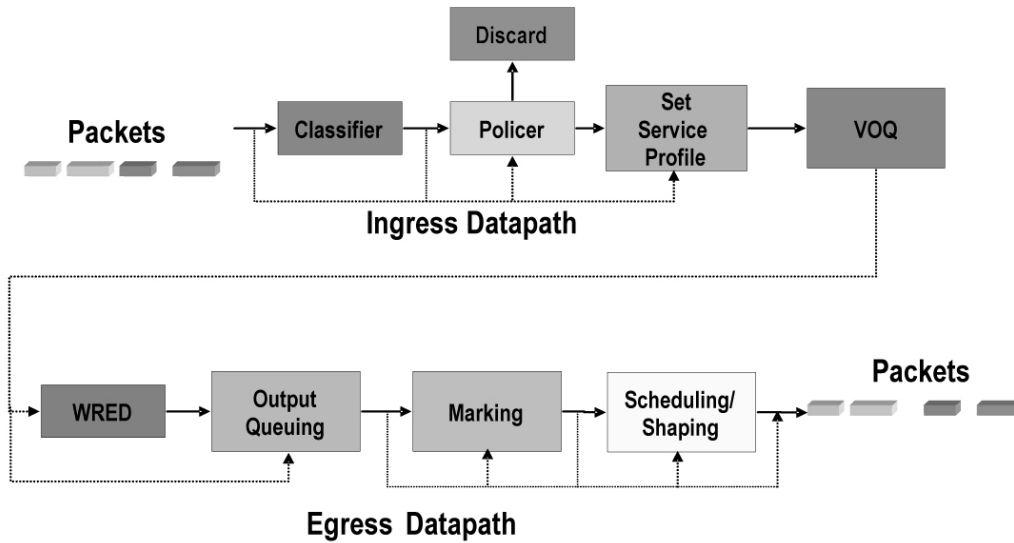 Discard
Packets
Classifier
Policer
Set
Service
Profile
VOQ
Ingress Datapath
WRED
Output
Queuing
Marking
Scheduling/
Shaping
Packets
Egress Datapath